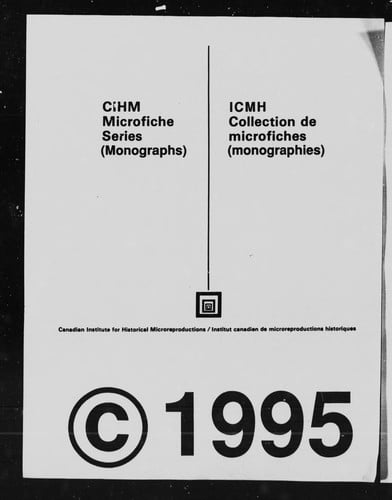 CIHM
Microfiche
Series
(Monographs)
ICMH
Collection de
microfiches
(monographies)
Canadian Institute for Historical Microreproductions / Institut canadien de microreproductions historiques
© 1995